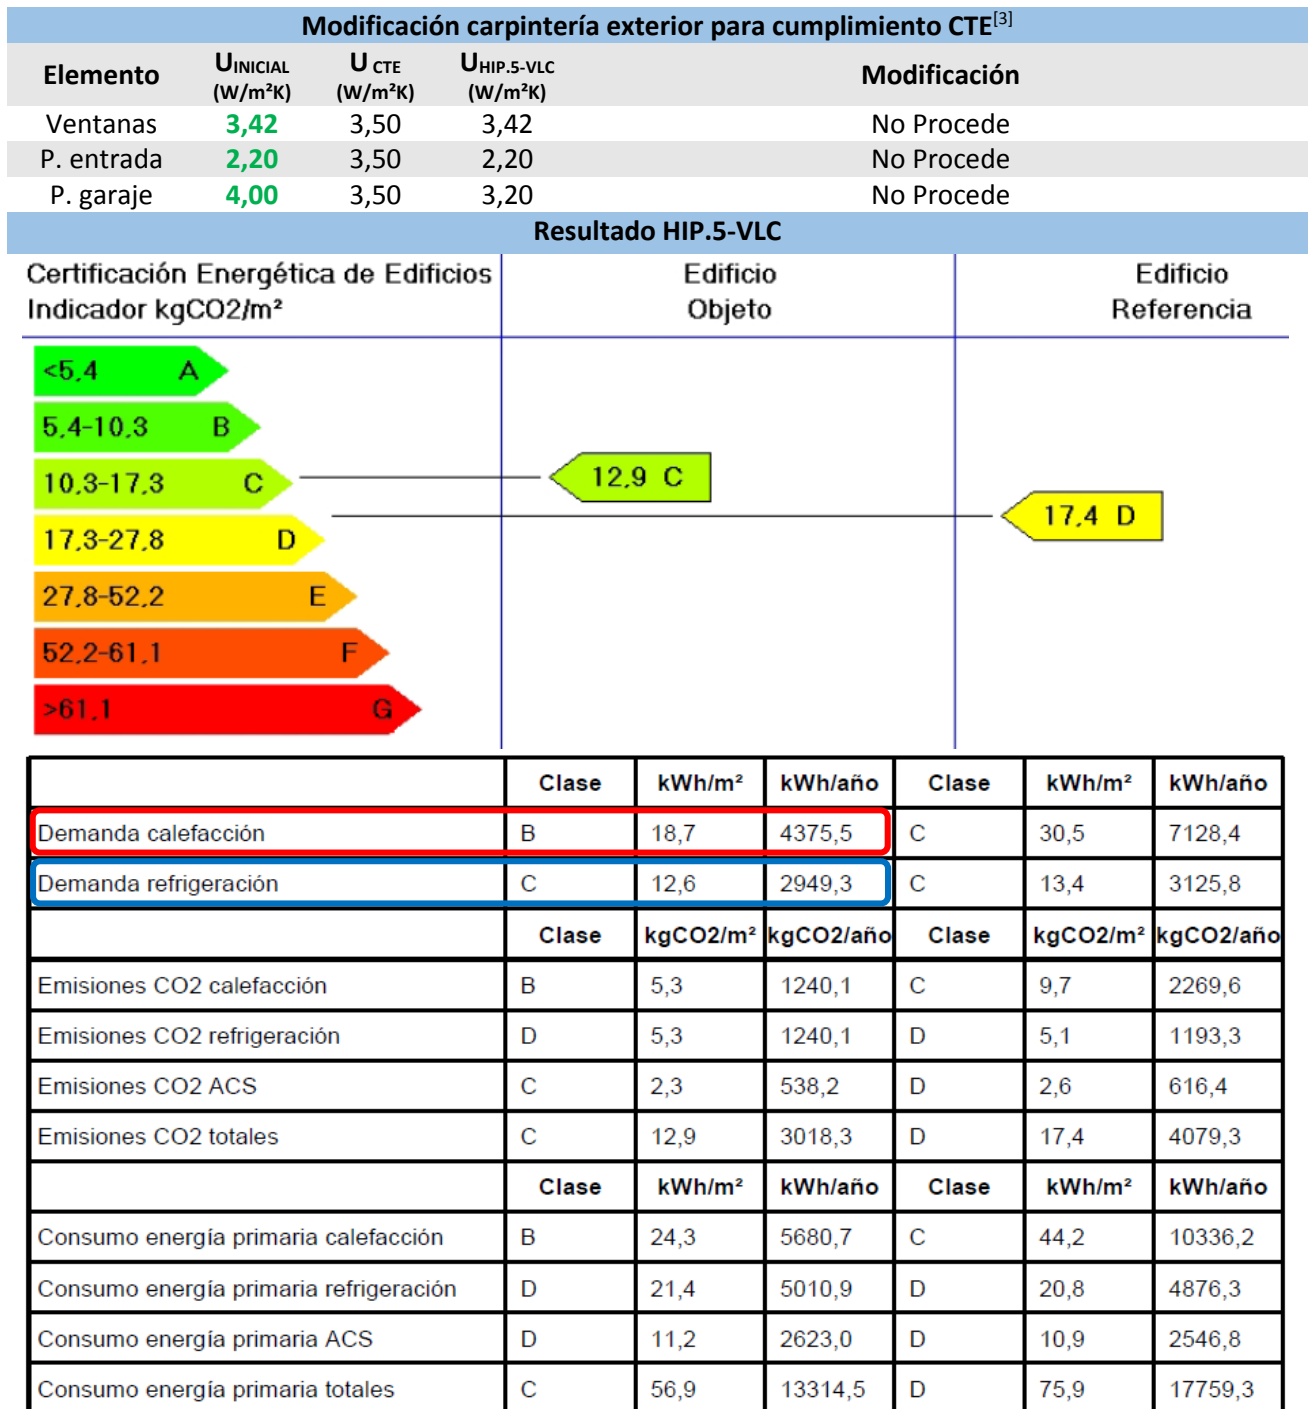 Modificación carpintería exterior para cumplimiento CTE[3]
Elemento UINICIAL (W/m²K) U CTE (W/m²K) UHIP.5-VLC (W/m²K) Modificación
Ventanas 3,42 3,50 3,42 No Procede
P. entrada 2,20 3,50 2,20 No Procede
P. garaje 4,00 3,50 3,20 No Procede
Resultado HIP.5-VLC
Certificación Energética de Edificios Edificio Edificio
Indicador kgCO2/m² Objeto Referencia
<5,4 A
5,4-10,3 B
10,3-17,3 C 12,9 C
17,3-27,8 D 17,4 D
27,8-52,2 E
52,2-61,1 F
>61,1 G
Clase kWh/m² kWh/año Clase kWh/m² kWh/año
Demanda calefacción B 18,7 4375,5 C 30,5 7128,4
Demanda refrigeración C 12,6 2949,3 C 13,4 3125,8
Clase kgCO2/m² kgCO2/año Clase kgCO2/m² kgCO2/año
Emisiones CO2 calefacción B 5,3 1240,1 C 9,7 2269,6
Emisiones CO2 refrigeración D 5,3 1240,1 D 5,1 1193,3
Emisiones CO2 ACS C 2,3 538,2 D 2,6 616,4
Emisiones CO2 totales C 12,9 3018,3 D 17,4 4079,3
Clase kWh/m² kWh/año Clase kWh/m² kWh/año
Consumo energía primaria calefacción B 24,3 5680,7 C 44,2 10336,2
Consumo energía primaria refrigeración D 21,4 5010,9 D 20,8 4876,3
Consumo energía primaria ACS D 11,2 2623,0 D 10,9 2546,8
Consumo energía primaria totales C 56,9 13314,5 D 75,9 17759,3